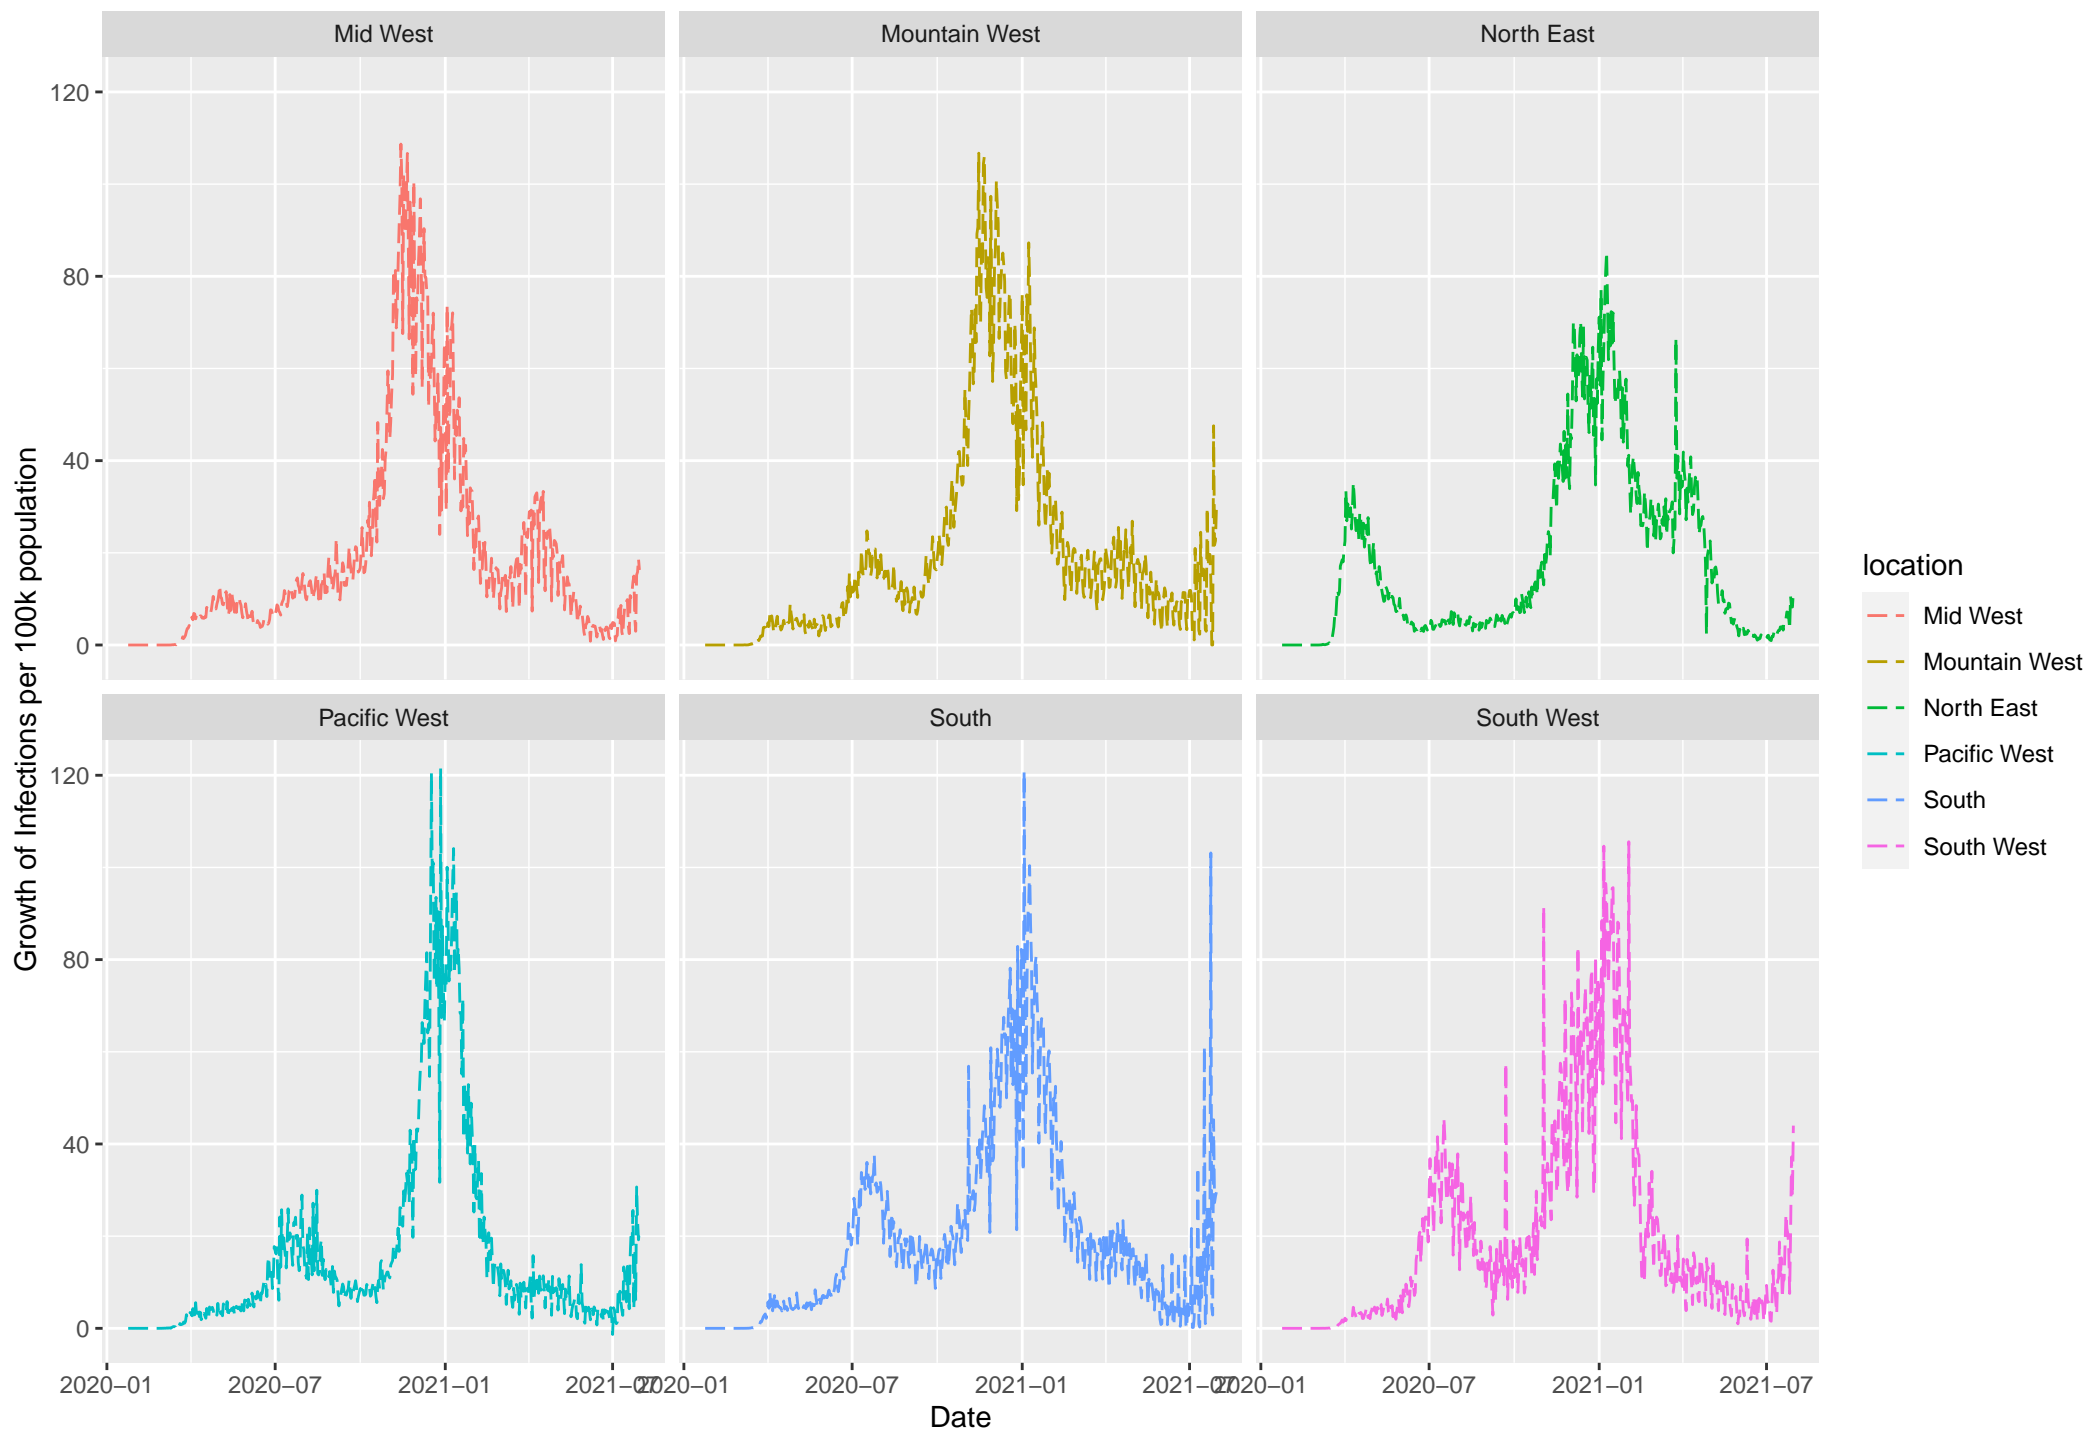 Mid West
Mountain West
North East
120
80
40
0
Pacific West
South
South West
120
80
40
0
2020–01
2020–07
2021–01
2021–07
2020–01
2020–07
2021–01
2021–07
2020–01
2020–07
2021–01
2021–07
Date
Growth of Infections per 100k population
location
Mid West
Mountain West
North East
Pacific West
South
South West